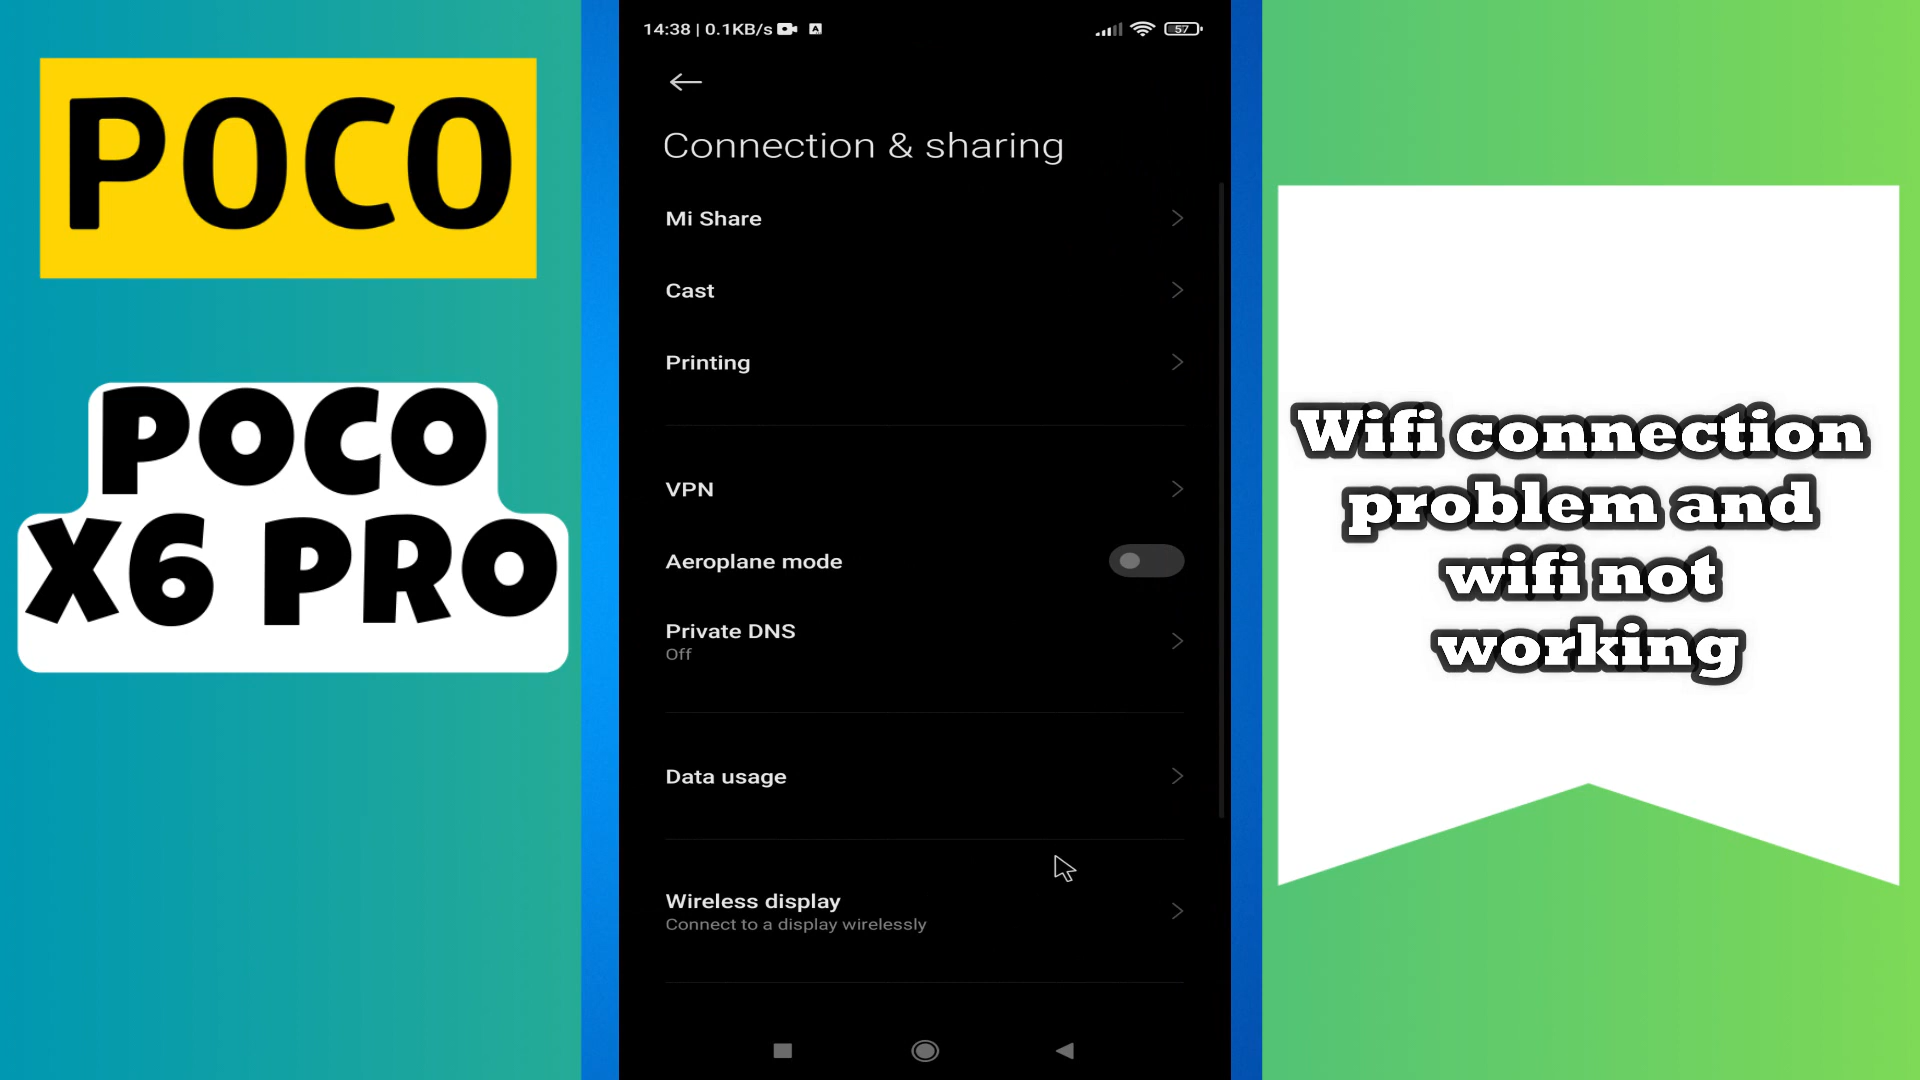 POCO
POCO
X6 PRO
14:38 | 0.1KB/s
57
Connection & sharing
Mi Share
Cast
Printing
VPN
Aeroplane mode
Private DNS
Off
Data usage
Wireless display
Connect to a display wirelessly
Wifi connection
problem and
wifi not
working